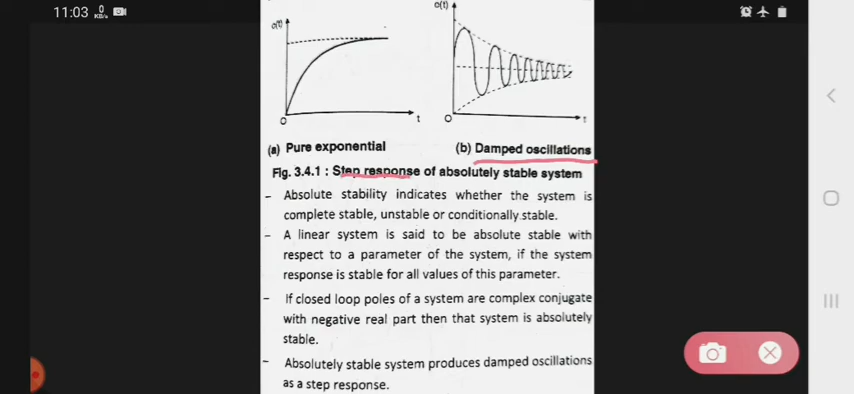 11:03 0 KB/s
c(t) c(t)
O t O t
(a) Pure exponential (b) Damped oscillations
Fig. 3.4.1 : Step response of absolutely stable system
- Absolute stability indicates whether the system is
complete stable, unstable or conditionally stable.
- A linear system is said to be absolute stable with
respect to a parameter of the system, if the system
response is stable for all values of this parameter.
- If closed loop poles of a system are complex conjugate
with negative real part then that system is absolutely
stable.
- Absolutely stable system produces damped oscillations
as a step response.